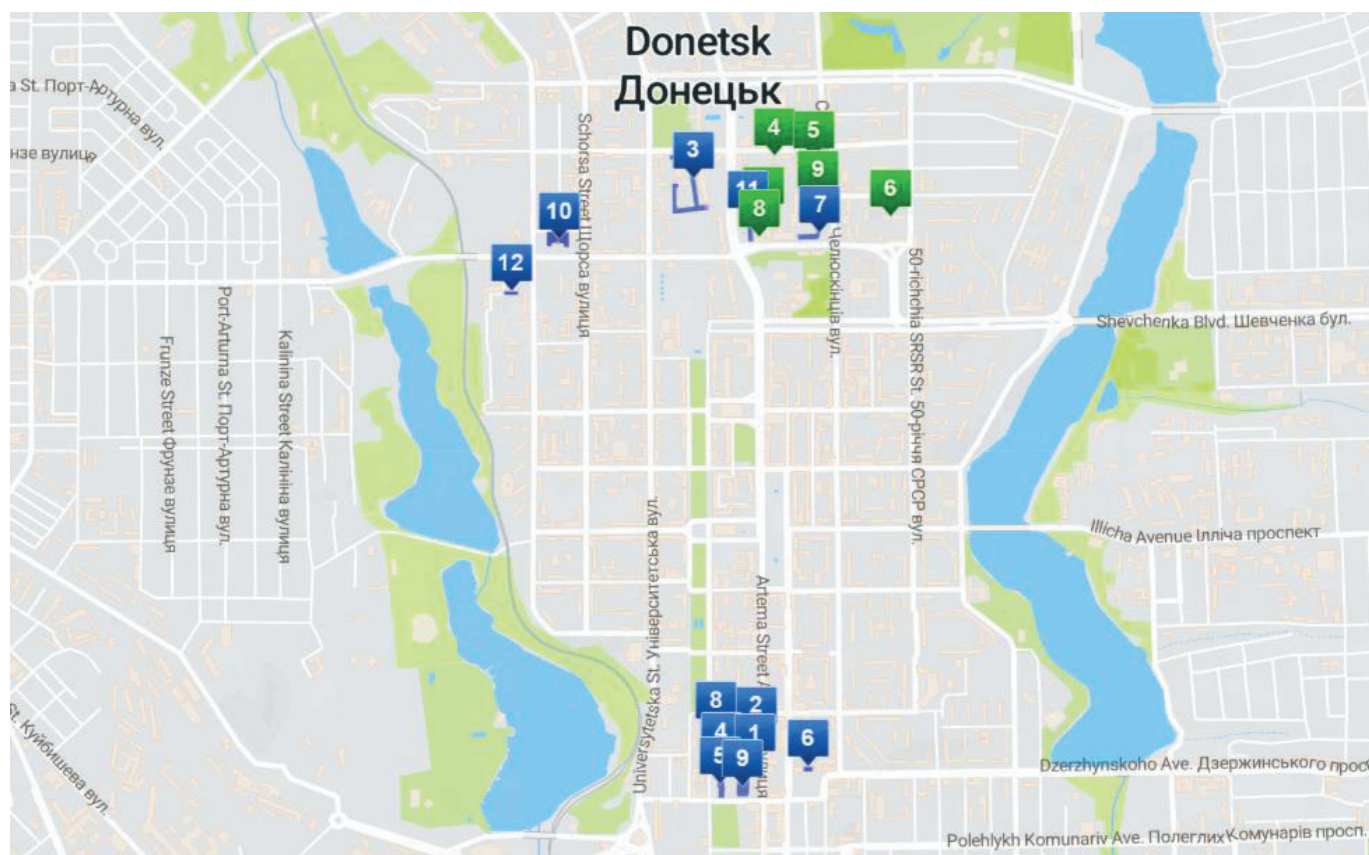 Donetsk
Донецьк
a St. Порт-Артурна вул.
нзе вулиця
Schorsa Street Щорса вулиця
С
3
4
5
9
6
11
8
7
10
12
Челюскінців вул.
50-richchia SRSR St. 50-річчя СРСР вул.
Shevchenka Blvd. Шевченка бул.
Frunze Street Фрунзе вулиця
Port-Arturna St. Порт-Артурна вул.
Kalinina Street Калініна вулиця
Illicha Avenue Ілліча проспект
Universytetska St. Університетська вул.
Artema Street А
улиця
8
2
4
1
6
5
9
St. Куйбишева вул.
Dzerzhynskoho Ave. Дзержинського прос
Polehlykh Komunariv Ave. Полеглих Комунарів просп.